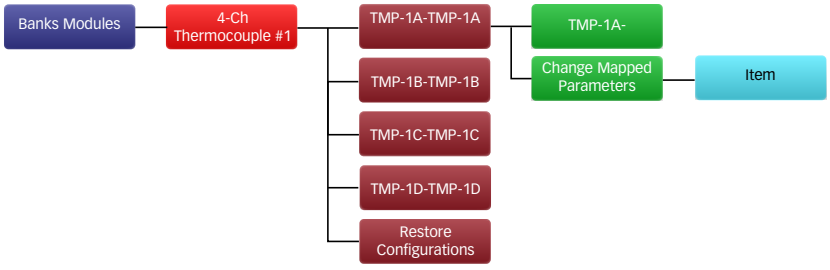 Banks Modules
4-Ch
Thermocouple #1
TMP-1A-TMP-1A
TMP-1A-
Change Mapped
Parameters
Item
TMP-1B-TMP-1B
TMP-1C-TMP-1C
TMP-1D-TMP-1D
Restore
Configurations